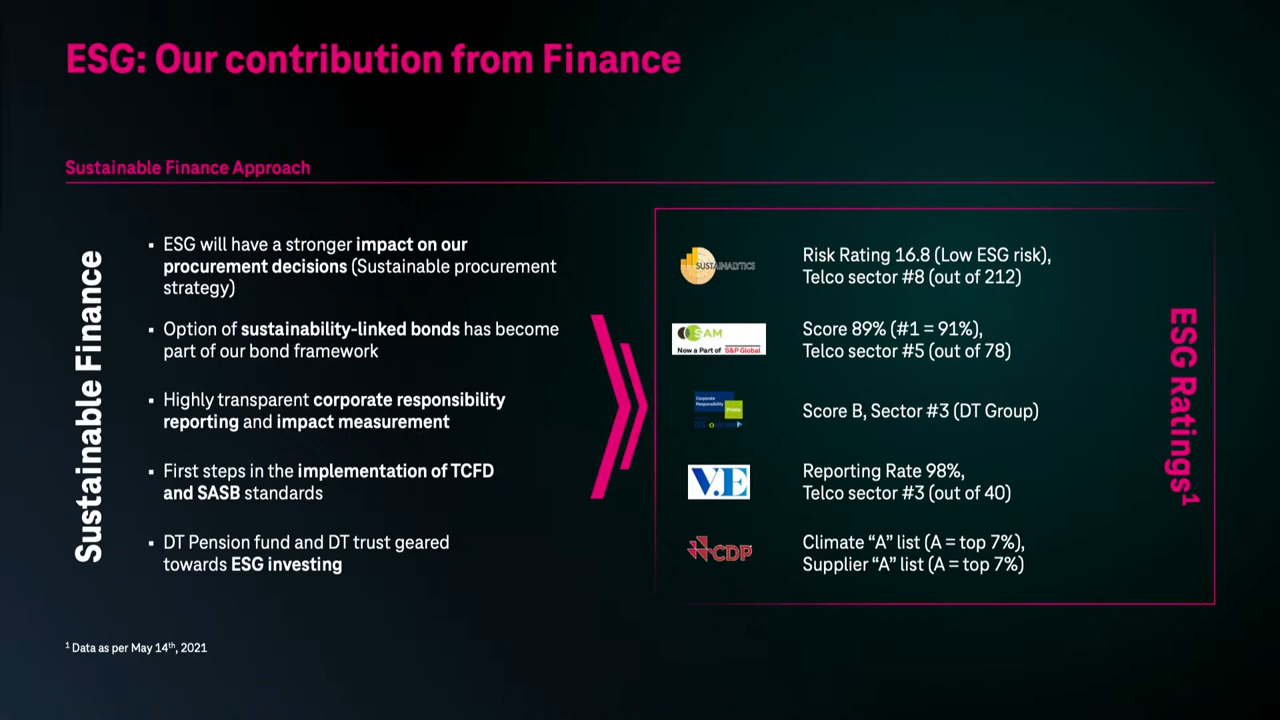 ESG: Our contribution from Finance
Sustainable Finance Approach
Sustainable Finance
▪ ESG will have a stronger impact on our
procurement decisions (Sustainable procurement
strategy)
▪ Option of sustainability-linked bonds has become
part of our bond framework
▪ Highly transparent corporate responsibility
reporting and impact measurement
▪ First steps in the implementation of TCFD
and SASB standards
▪ DT Pension fund and DT trust geared
towards ESG investing
SUSTAINALYTICS
Risk Rating 16.8 (Low ESG risk),
Telco sector #8 (out of 212)
SAM
Now a Part of S&P Global
Score 89% (#1 = 91%),
Telco sector #5 (out of 78)
Corporate
Responsibility
Prime
Score B, Sector #3 (DT Group)
V.E
Reporting Rate 98%,
Telco sector #3 (out of 40)
CDP
Climate “A” list (A = top 7%),
Supplier “A” list (A = top 7%)
ESG Ratings¹
¹ Data as per May 14th, 2021